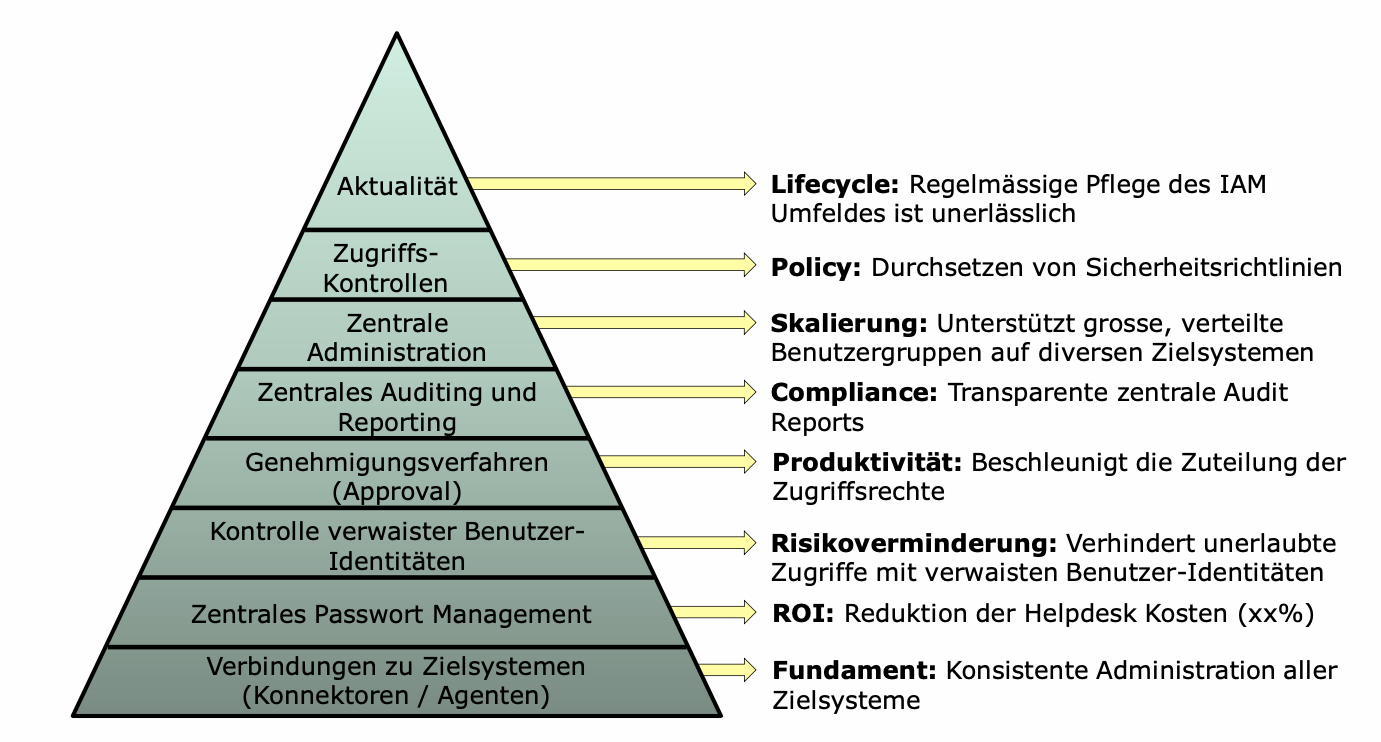 Aktualität
Lifecycle: Regelmässige Pflege des IAM
Umfeldes ist unerlässlich
Zugriffs-
Kontrollen
Policy: Durchsetzen von Sicherheitsrichtlinien
Zentrale
Administration
Skalierung: Unterstützt grosse, verteilte
Benutzergruppen auf diversen Zielsystemen
Zentrales Auditing und
Reporting
Compliance: Transparente zentrale Audit
Reports
Genehmigungsverfahren
(Approval)
Produktivität: Beschleunigt die Zuteilung der
Zugriffsrechte
Kontrolle verwaister Benutzer-
Identitäten
Risikoverminderung: Verhindert unerlaubte
Zugriffe mit verwaisten Benutzer-Identitäten
Zentrales Passwort Management
ROI: Reduktion der Helpdesk Kosten (xx%)
Verbindungen zu Zielsystemen
(Konnektoren / Agenten)
Fundament: Konsistente Administration aller
Zielsysteme